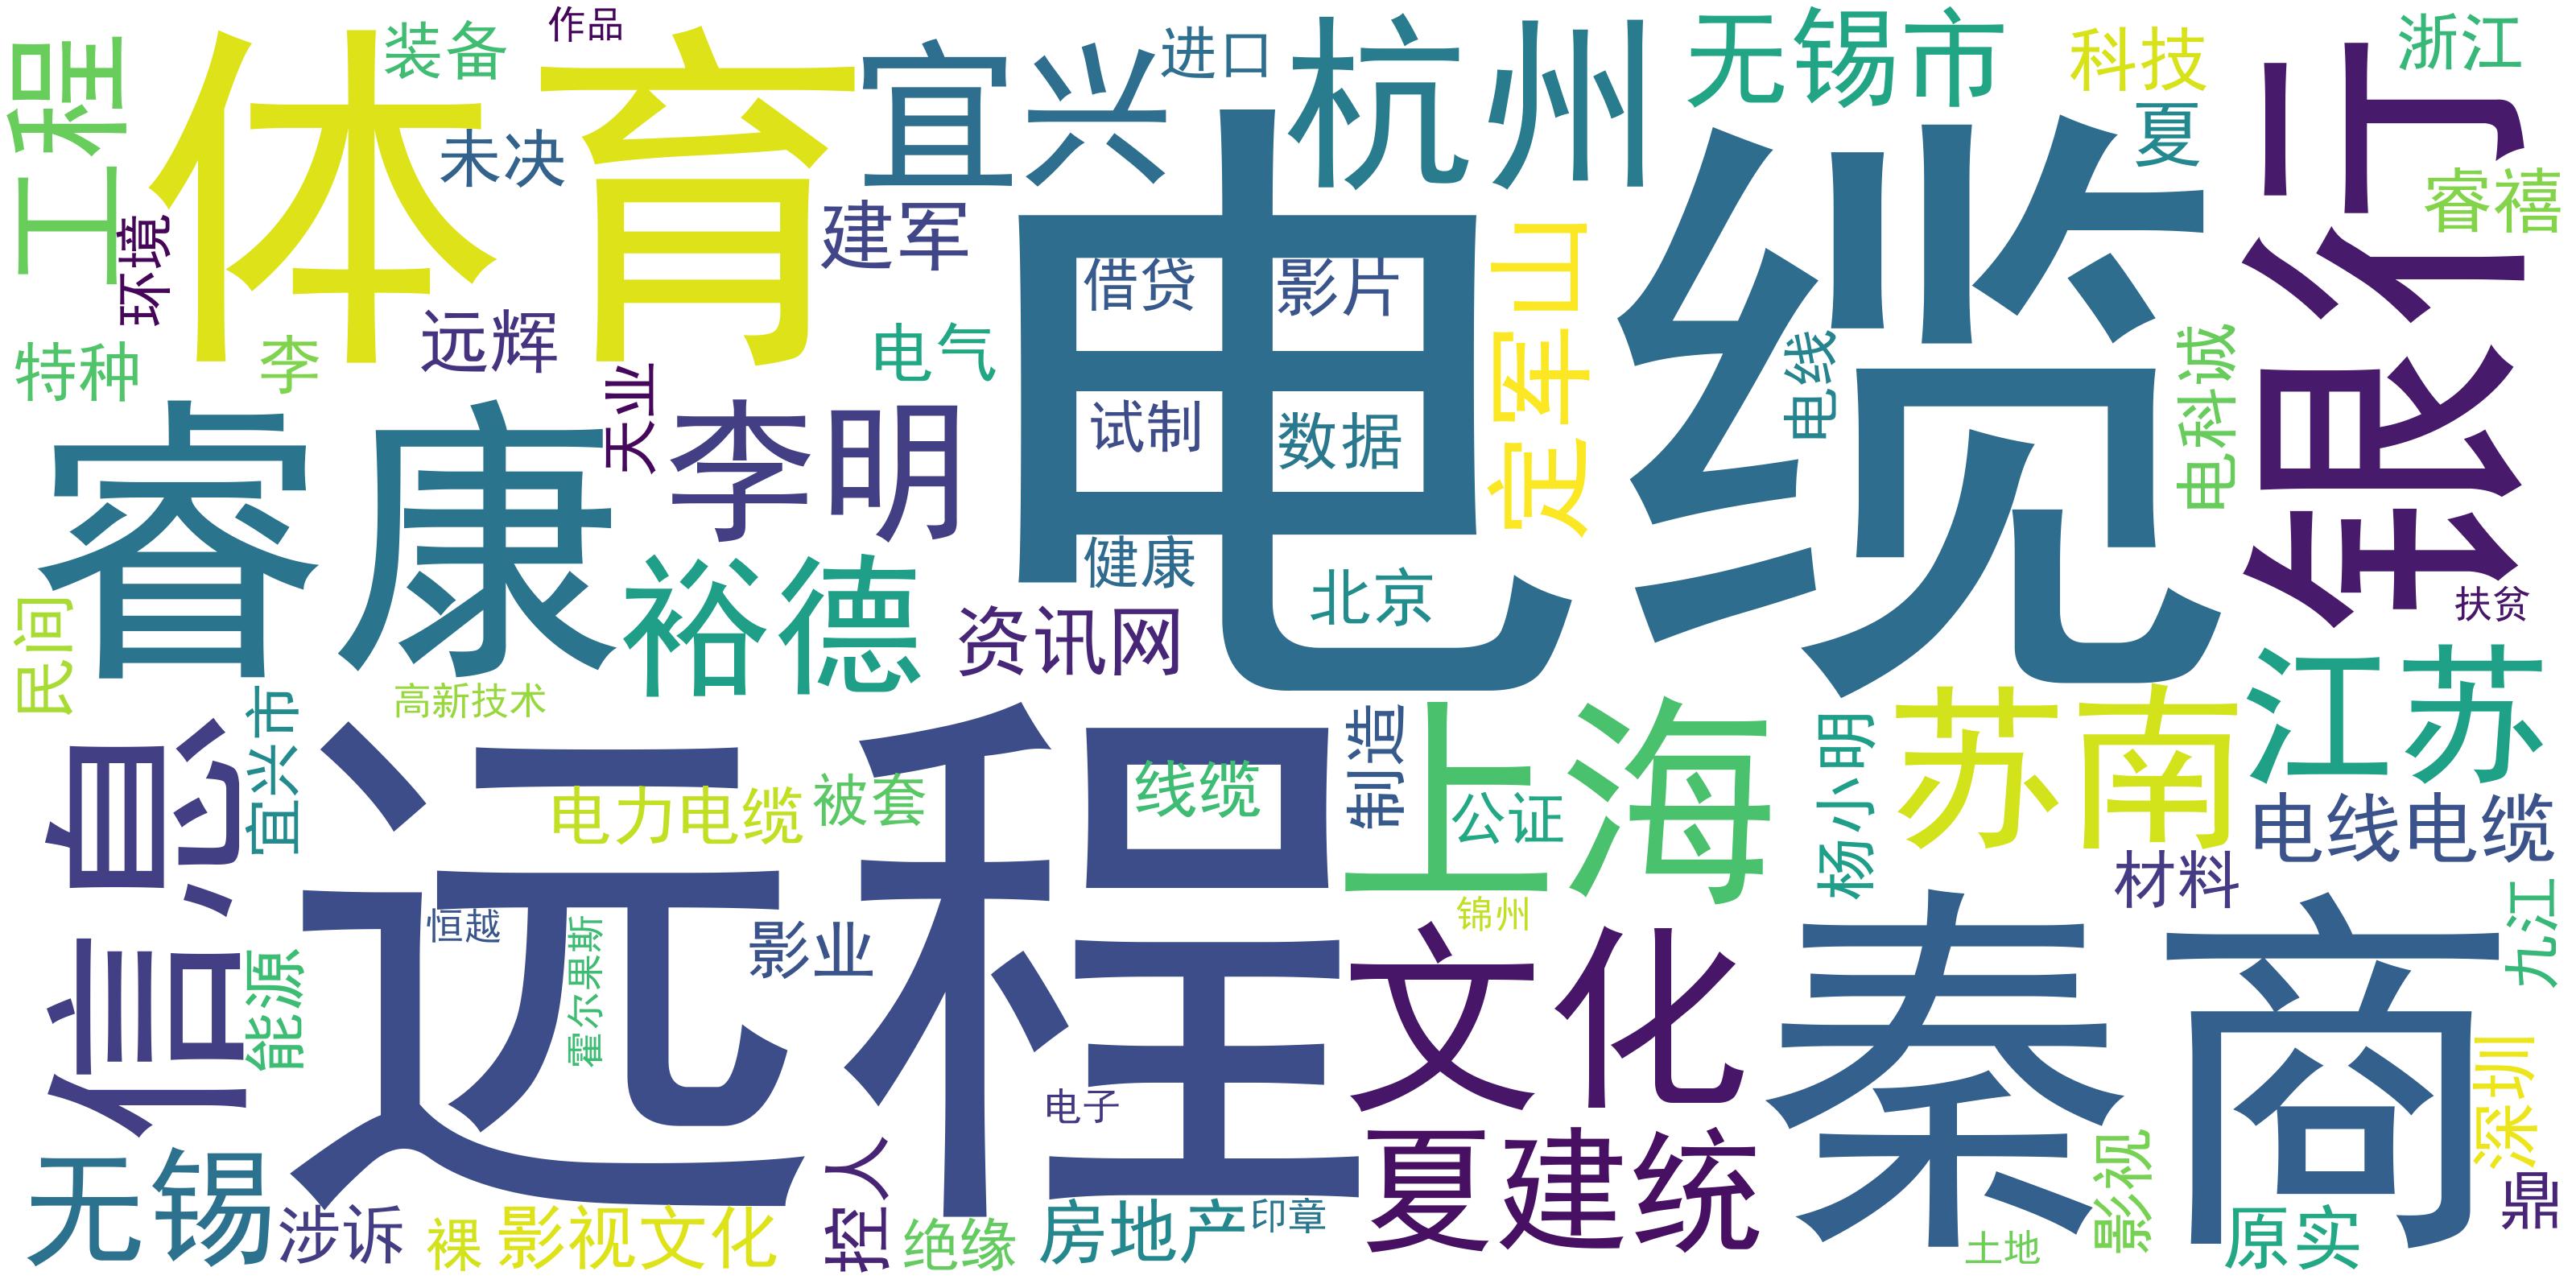 工程
体育
装备
作品
宜兴
进口
杭州
无锡市
科技
浙江
银行
未决
夏
睿禧
环境
建军
电缆
借贷
影片
定军山
远辉
特种
李
电气
天业
李明
试制
数据
电线
电科诚
睿康
健康
北京
裕德
资讯网
扶贫
民间
高新技术
宜兴市
信息
远程
上海
制造
杨小明
苏南
江苏
电力电缆
被套
线缆
公证
电线电缆
材料
恒越
锦州
霍尔果斯
影业
能源
文化
秦商
九江
电子
深圳
无锡
夏建统
影视
鼎
涉诉
裸
影视文化
控人
绝缘
房地产
印章
土地
原实